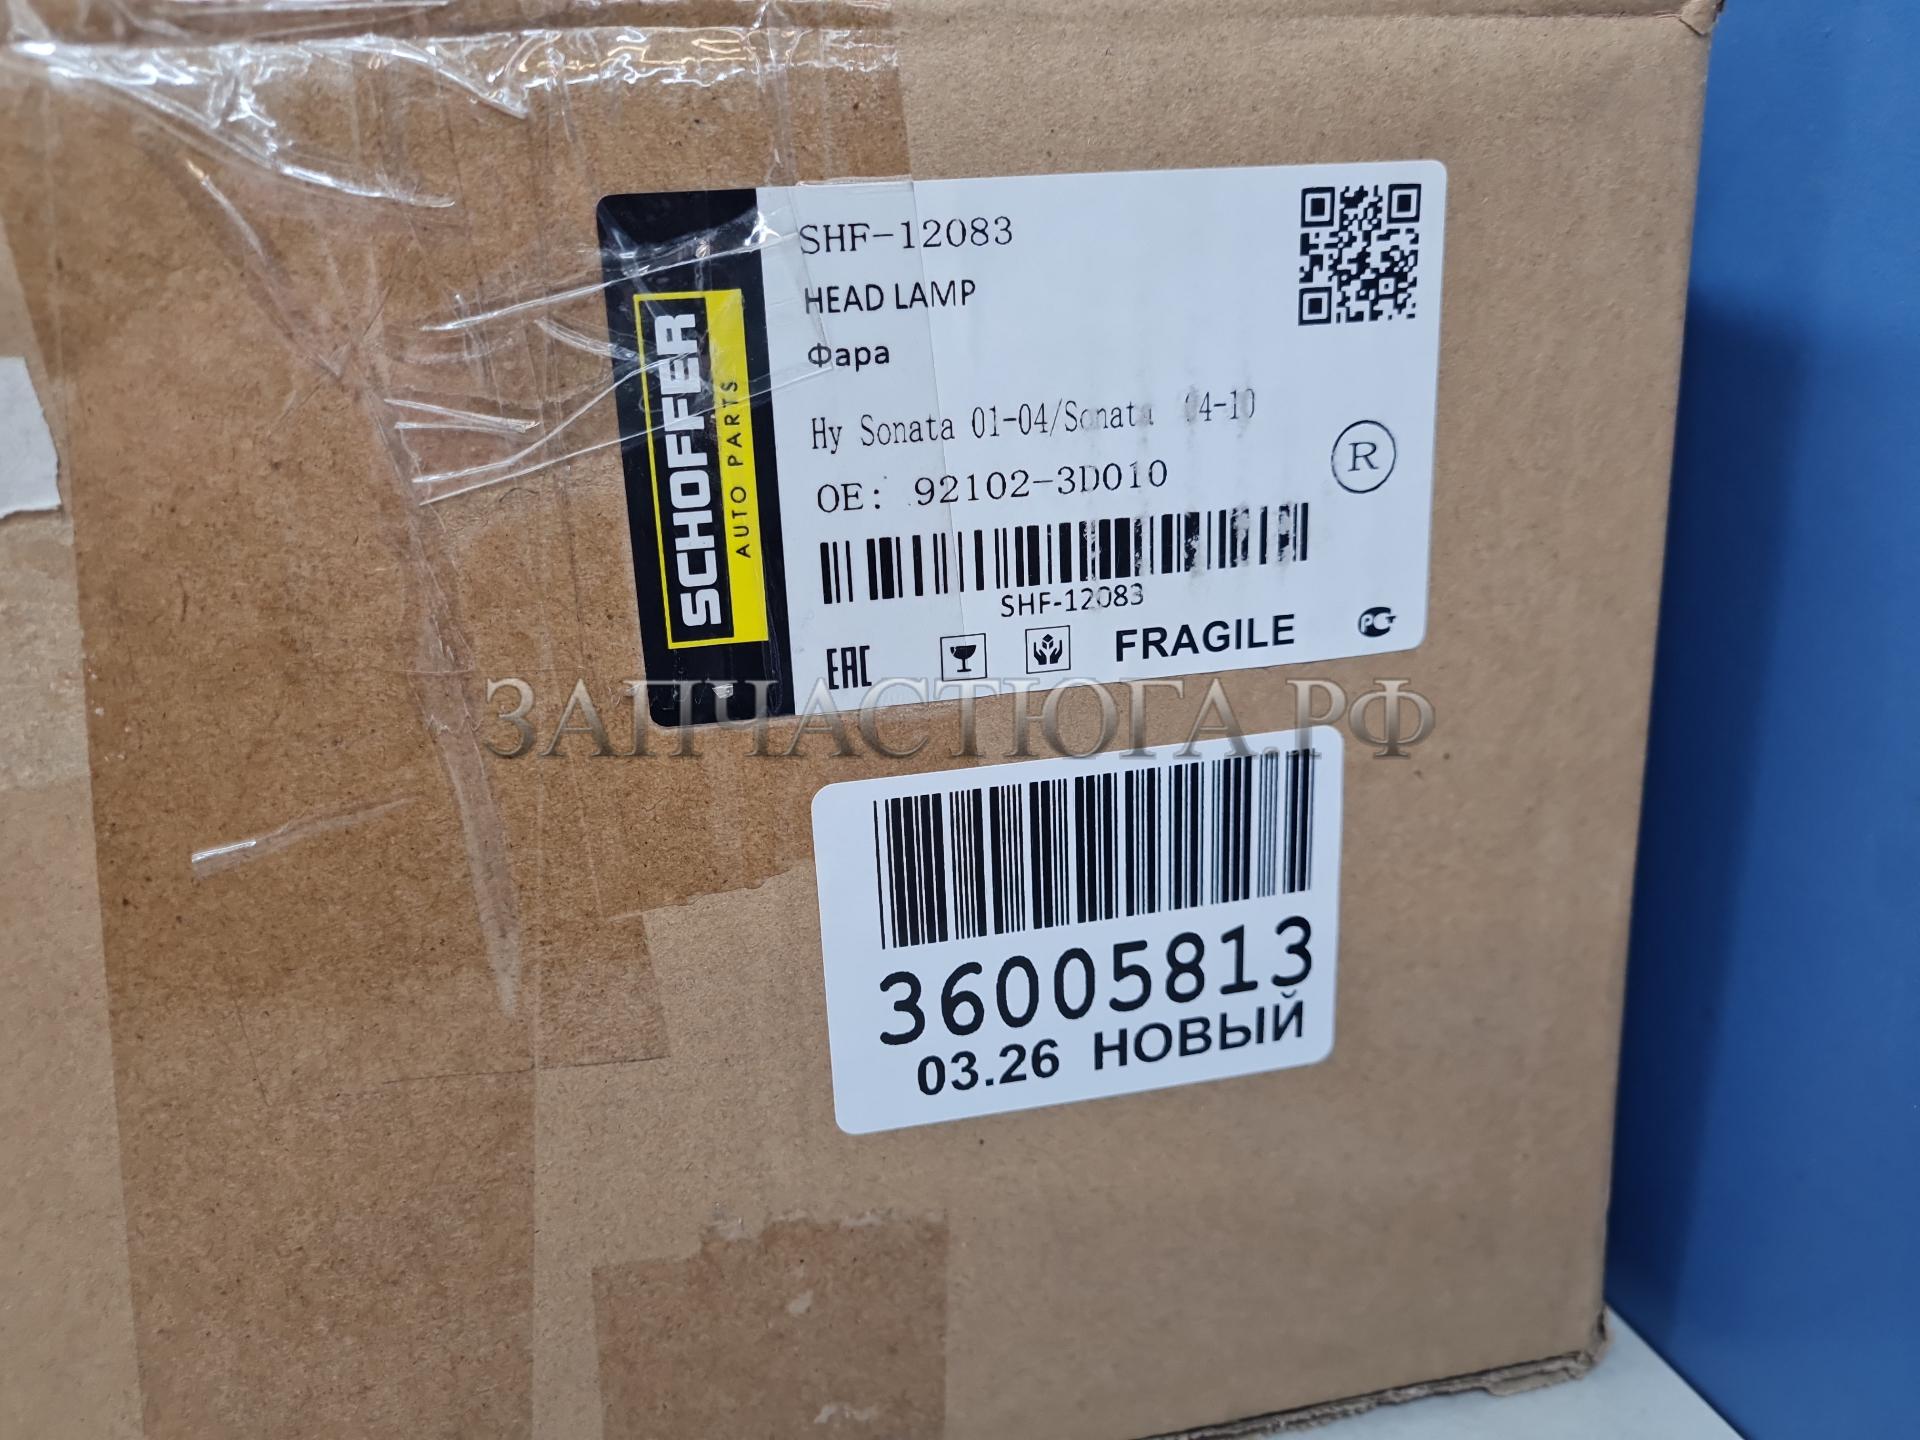 SCHOFFER
AUTO PARTS
SHF-12083
HEAD LAMP
Фара
Hy Sonata 01-04/Sonata 04-10
OE: 92102-3D010
R
SHF-12083
EAC
FRAGILE
РСТ
ЗАПЧАСТЮГА.РФ
36005813
03.26 НОВЫЙ